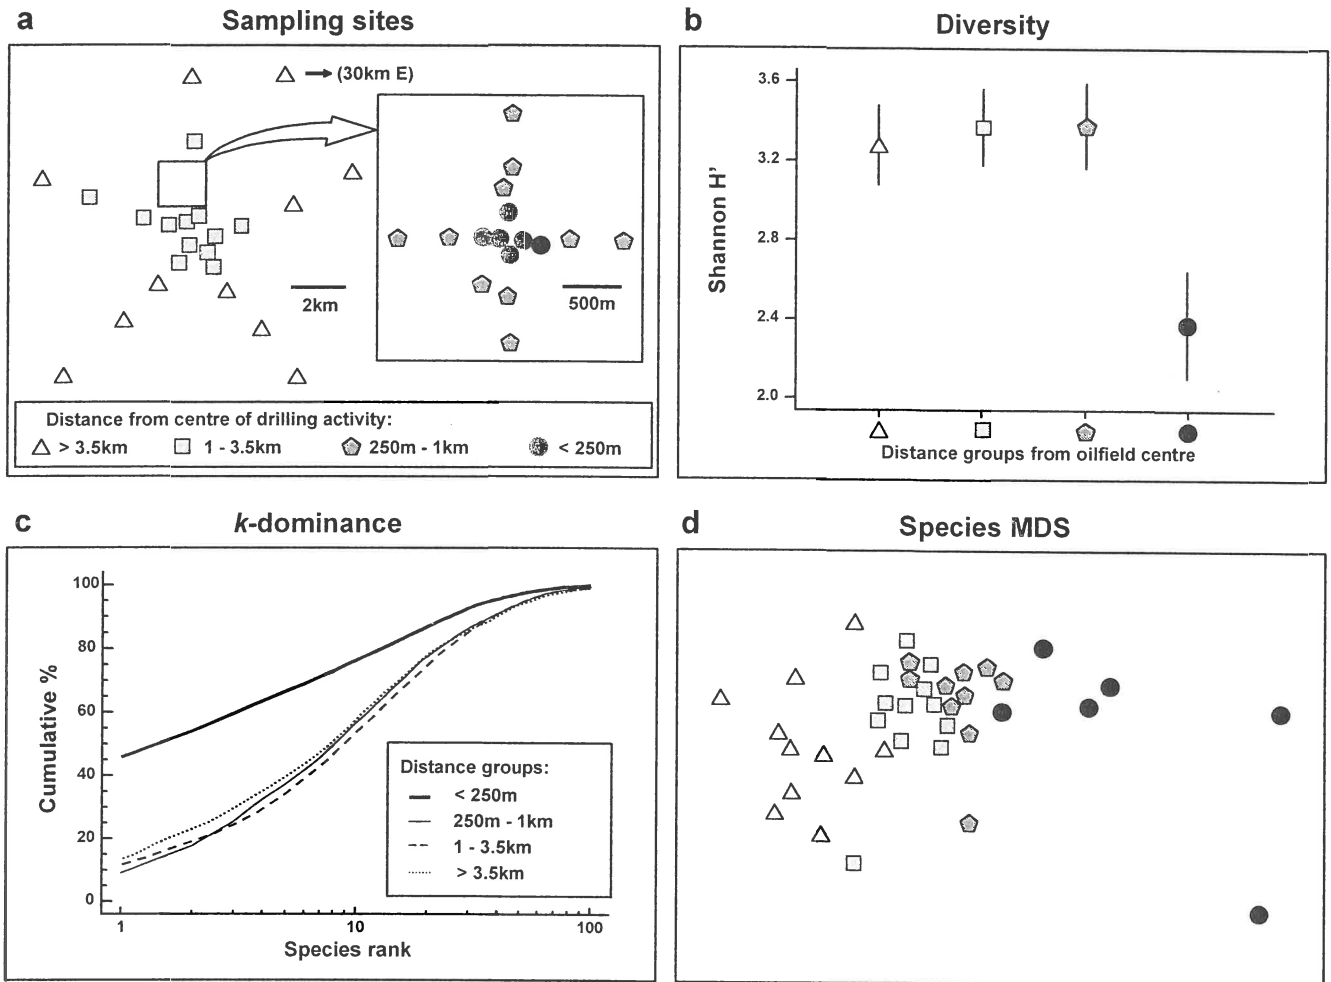 a Sampling sites
(30km E)
2km
500m
Distance from centre of drilling activity:
> 3.5km 1 - 3.5km 250m - 1km < 250m
b Diversity
3.6
3.2
2.8
2.4
2.0
Shannon H'
Distance groups from oilfield centre
c k-dominance
100
80
60
40
20
0
Cumulative %
Distance groups:
< 250m
250m - 1km
1 - 3.5km
> 3.5km
1 10 100
Species rank
d Species MDS